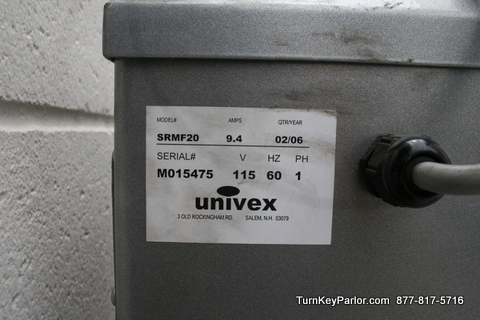 MODEL# AMPS QTR/YEAR
SRMF20 9.4 02/06
SERIAL# V HZ PH
M015475 115 60 1
univex
3 OLD ROCKINGHAM RD. SALEM, N.H. 03079
TurnKeyParlor.com 877-817-5716